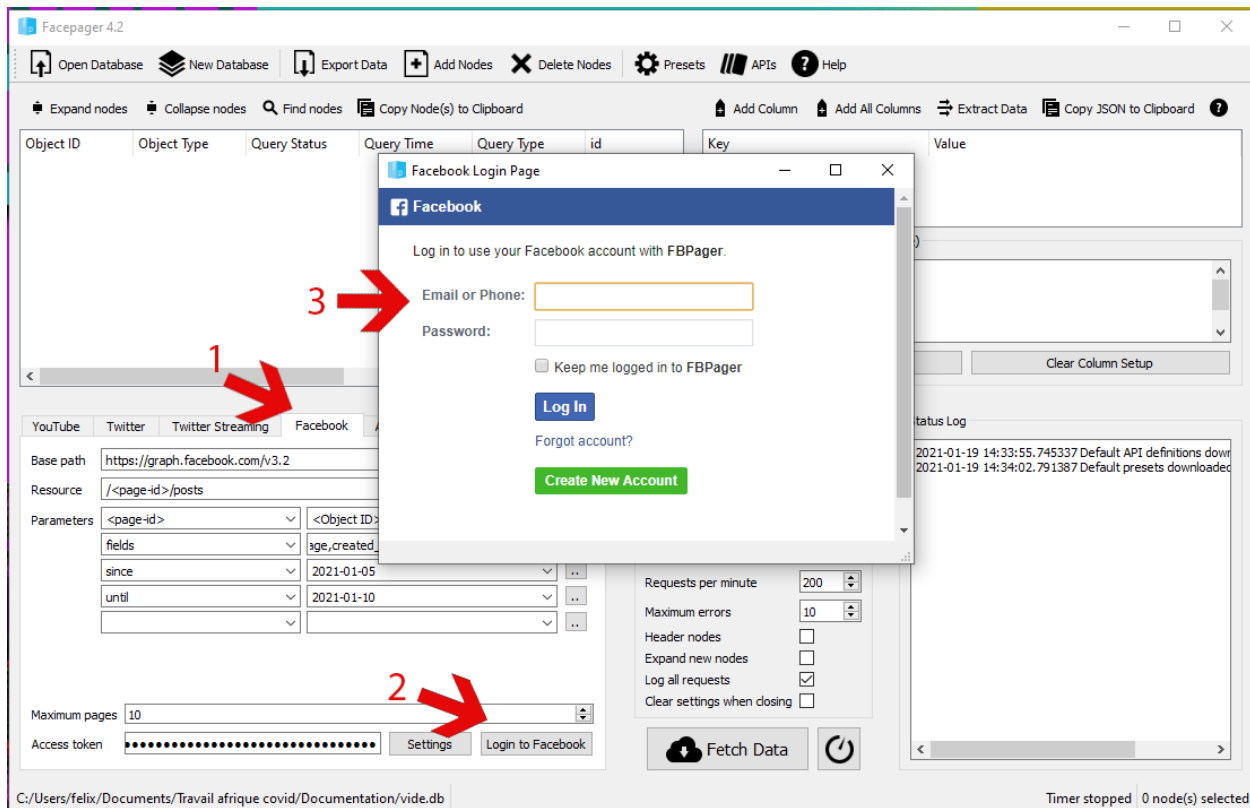 Facepager 4.2
Open Database New Database Export Data Add Nodes Delete Nodes Presets APIs Help
Expand nodes Collapse nodes Find nodes Copy Node(s) to Clipboard Add Column Add All Columns Extract Data Copy JSON to Clipboard
Object ID Object Type Query Status Query Time Query Type id Key Value
Facebook Login Page
Facebook
Log in to use your Facebook account with FBPager.
3 Email or Phone:
Password:
Keep me logged in to FBPager
Log In
Forgot account?
Create New Account
Clear Column Setup
1
YouTube Twitter Twitter Streaming Facebook
Base path https://graph.facebook.com/v3.2
Resource /<page-id>/posts
Parameters <page-id> <Object ID>
fields age,created_
since 2021-01-05
until 2021-01-10
2
Maximum pages 10
Access token Settings Login to Facebook
Requests per minute 200
Maximum errors 10
Header nodes
Expand new nodes
Log all requests
Clear settings when closing
Fetch Data
tatus Log
2021-01-19 14:33:55.745337 Default API definitions down
2021-01-19 14:34:02.791387 Default presets downloaded
C:/Users/felix/Documents/Travail afrique covid/Documentation/vide.db Timer stopped 0 node(s) selected